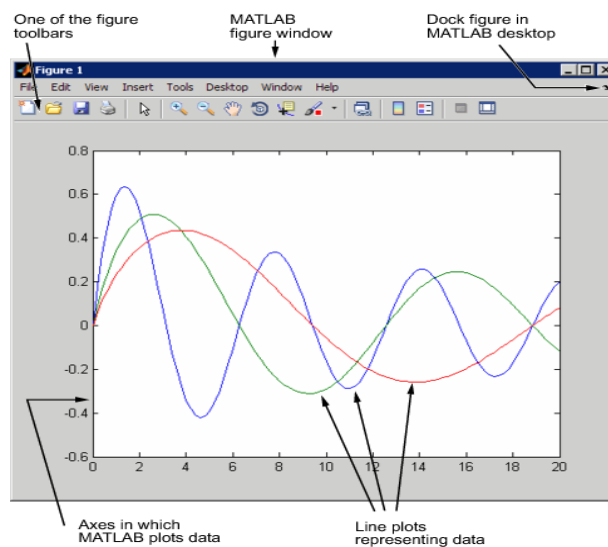 One of the figure
toolbars
MATLAB
figure window
Dock figure in
MATLAB desktop
Figure 1
File Edit View Insert Tools Desktop Window Help
0.8
0.6
0.4
0.2
0
-0.2
-0.4
-0.6
0 2 4 6 8 10 12 14 16 18 20
Axes in which
MATLAB plots data
Line plots
representing data